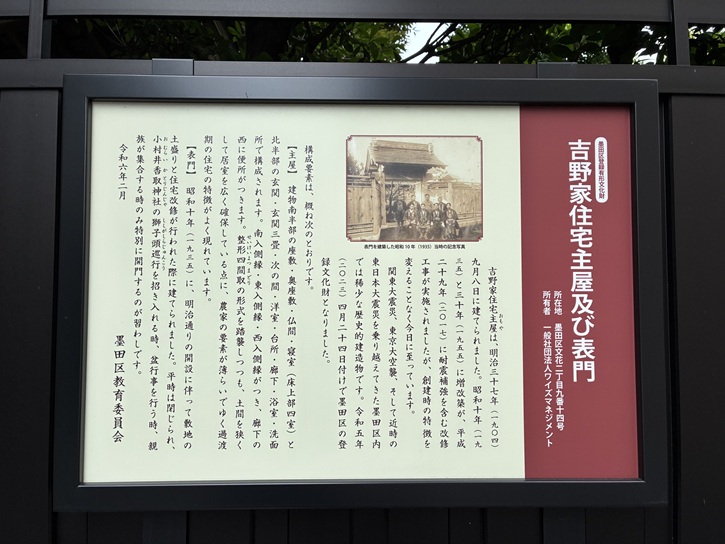 墨田区登録有形文化財
吉野家住宅主屋及び表門
所在地 墨田区文花二丁目九番十四号
所有者 一般社団法人ワイズマネジメント
表門を建築した昭和10年(1935)当時の記念写真
吉野家住宅主屋は、明治三十七年(一九〇四)
おもや
九月八日に建てられました。昭和十年(一九
三五)と三十年(一九五五)に増改築が、平成
二十九年(二〇一七)に耐震補強を含む改修
工事が実施されましたが、創建時の特徴を
変えることなく今日に至っています。
関東大震災、東京大空襲、そして近時の
東日本大震災を乗り越えてきた墨田区内
では稀少な歴史的建造物です。令和五年
(二〇二三)四月二十四日付けで墨田区の登
録文化財となりました。
構成要素は、概ね次のとおりです。
【主屋】 建物南半部の座敷・奥座敷・仏間・寝室(床上部四室)と
北半部の玄関・玄関三畳・次の間・洋室・台所・廊下・浴室・洗面
所で構成されます。南入側縁・東入側縁・西入側縁がつき、廊下の
西に便所がつきます。整形四間取の形式を踏襲しつつも、土間を狭く
して居室を広く確保している点に、農家の要素が薄らいでゆく過渡
期の住宅の特徴がよく現れています。
【表門】 昭和十年(一九三五)に、明治通りの開設に伴って敷地の
土盛りと住宅改修が行われた際に建てられました。平時は閉じられ、
小村井香取神社の獅子頭巡行を招き入れる時、盆行事を行う時、親
おむらい かとりじんじゃ ししがしらじゅんこう
族が集合する時のみ特別に開門するのが習わしです。
令和六年二月
墨田区教育委員会